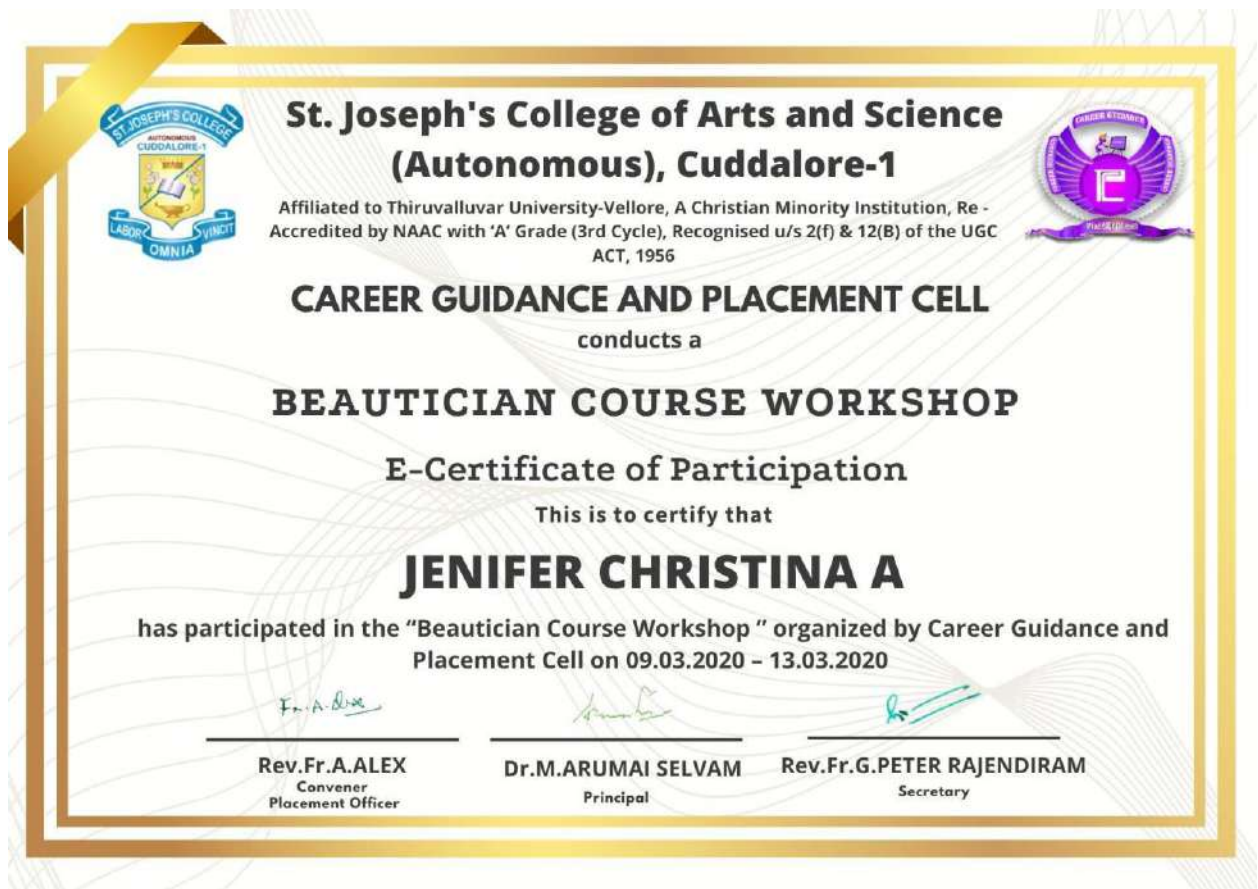 ST.JOSEPH'S COLLEGE
AUTONOMOUS
CUDDALORE-1
LABOR VINCIT
OMNIA
CAREER GUIDANCE
St. Joseph's College of Arts and Science
(Autonomous), Cuddalore-1
Affiliated to Thiruvalluvar University-Vellore, A Christian Minority Institution, Re -
Accredited by NAAC with ‘A’ Grade (3rd Cycle), Recognised u/s 2(f) & 12(B) of the UGC
ACT, 1956
CAREER GUIDANCE AND PLACEMENT CELL
conducts a
BEAUTICIAN COURSE WORKSHOP
E-Certificate of Participation
This is to certify that
JENIFER CHRISTINA A
has participated in the “Beautician Course Workshop ” organized by Career Guidance and
Placement Cell on 09.03.2020 – 13.03.2020
Fr.A.Alex
Rev.Fr.A.ALEX
Convener
Placement Officer
Dr.M.ARUMAI SELVAM
Principal
Rev.Fr.G.PETER RAJENDIRAM
Secretary